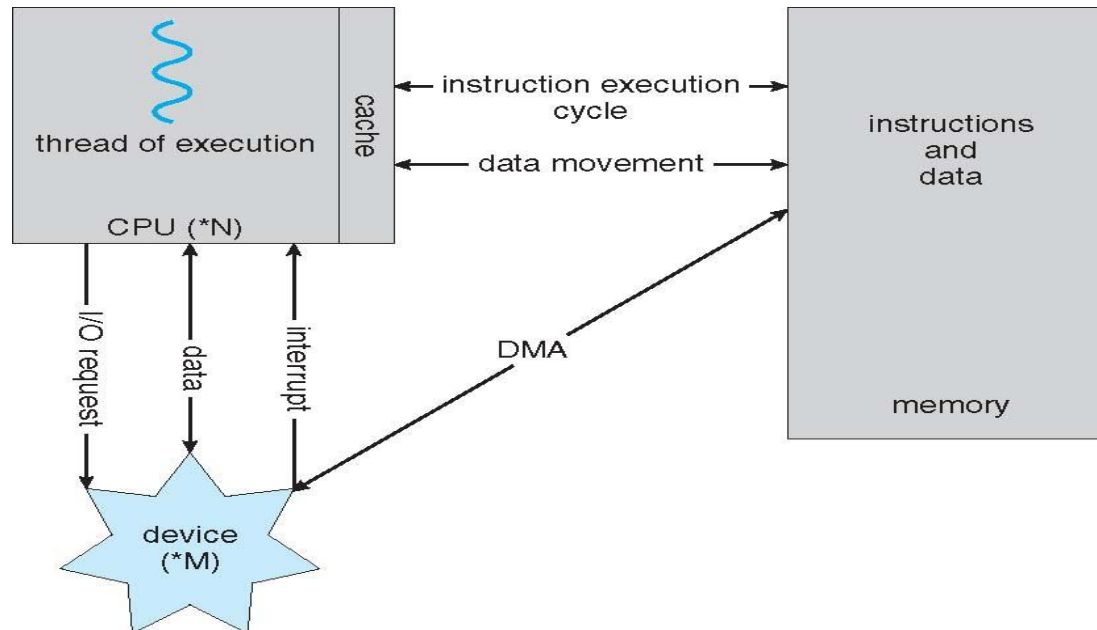 thread of execution
CPU (*N)
cache
instruction execution
cycle
data movement
instructions
and
data
memory
I/O request
data
interrupt
DMA
device
(*M)